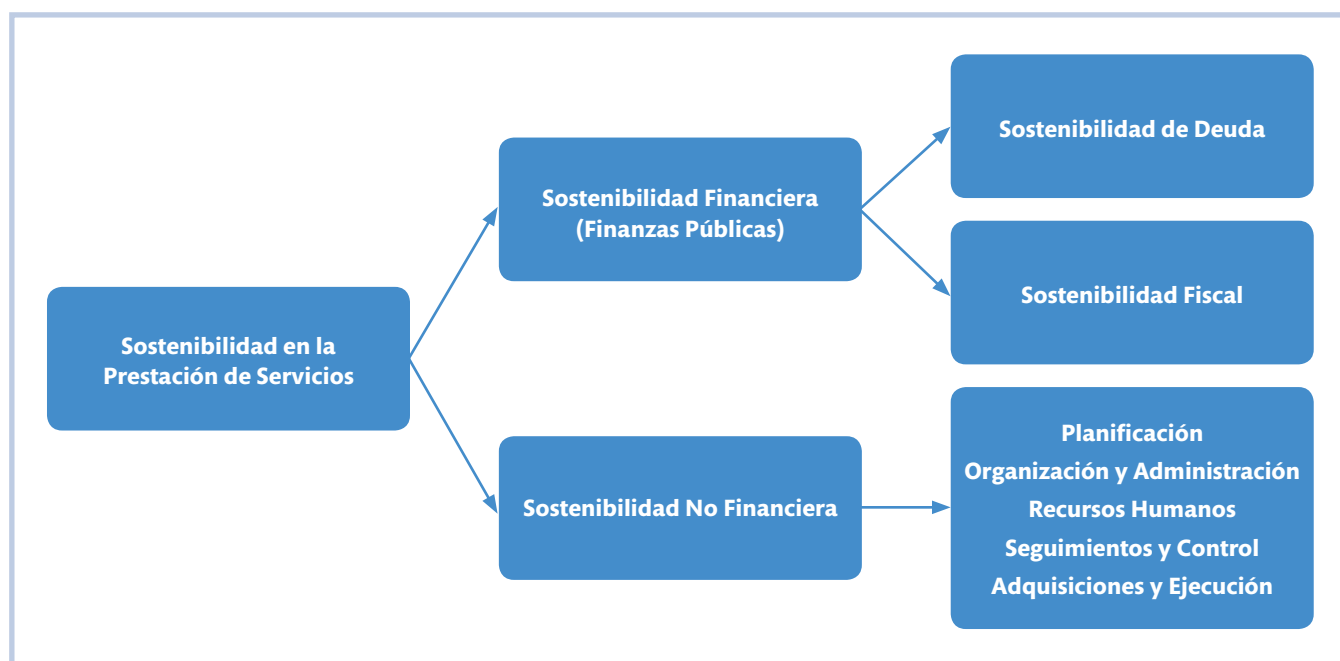 Sostenibilidad en la
Prestación de Servicios
Sostenibilidad Financiera
(Finanzas Públicas)
Sostenibilidad No Financiera
Sostenibilidad de Deuda
Sostenibilidad Fiscal
Planificación
Organización y Administración
Recursos Humanos
Seguimientos y Control
Adquisiciones y Ejecución